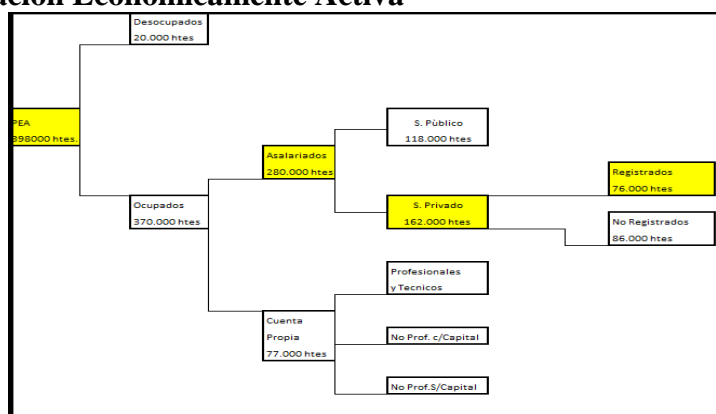 Económicamente Activa
Desocupados
20.000 htes
PEA
398000 htes.
S. Público
118.000 htes
Asalariados
280.000 htes
Registrados
76.000 htes
Ocupados
370.000 htes
S. Privado
162.000 htes
No Registrados
86.000 htes
Profesionales
y Tecnicos
Cuenta
Propia
77.000 htes
No Prof. c/Capital
No Prof.S/Capital